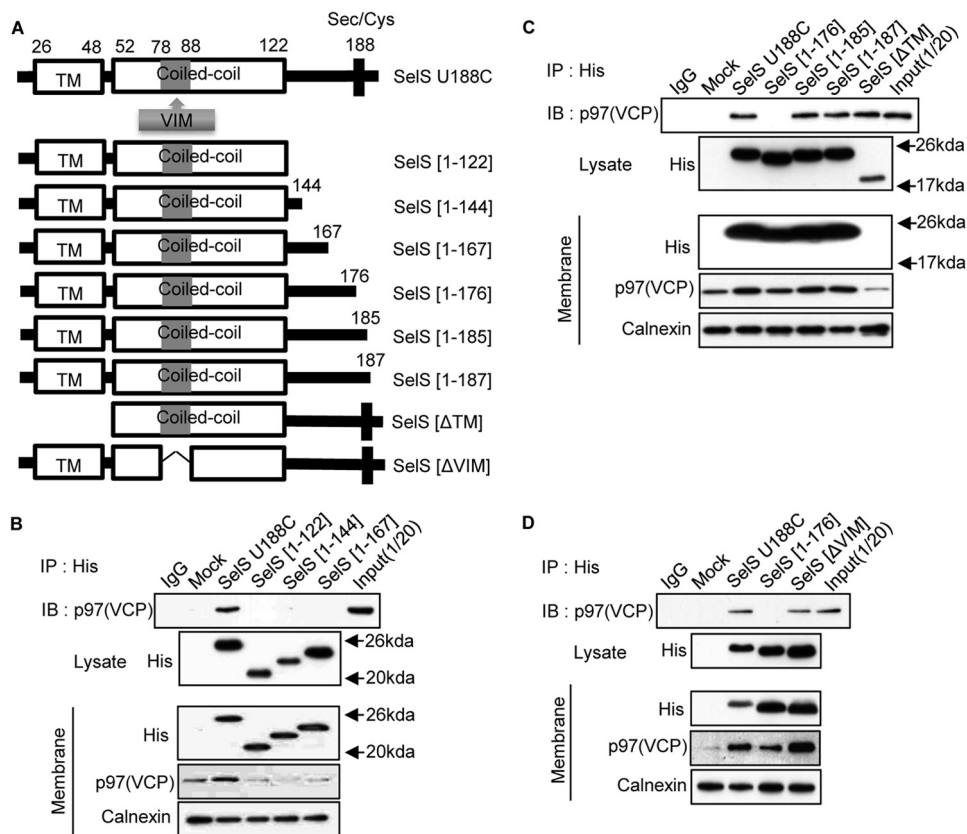 A
Sec/Cys
26 48 52 78 88 122 188
TM Coiled-coil SelS U188C
VIM
TM Coiled-coil SelS [1-122]
144
TM Coiled-coil SelS [1-144]
167
TM Coiled-coil SelS [1-167]
176
TM Coiled-coil SelS [1-176]
185
TM Coiled-coil SelS [1-185]
187
TM Coiled-coil SelS [1-187]
Coiled-coil SelS [ΔTM]
TM SelS [ΔVIM]
B
IP : His
IgG
Mock
SelS U188C
SelS [1-122]
SelS [1-144]
SelS [1-167]
Input(1/20)
IB : p97(VCP)
Lysate His
26kda
20kda
Membrane
His
26kda
20kda
p97(VCP)
Calnexin
C
IP : His
IgG
Mock
SelS U188C
SelS [1-176]
SelS [1-185]
SelS [1-187]
SelS [ΔTM]
Input(1/20)
IB : p97(VCP)
Lysate His
26kda
17kda
Membrane
His
26kda
17kda
p97(VCP)
Calnexin
D
IP : His
IgG
Mock
SelS U188C
SelS [1-176]
SelS [ΔVIM]
Input(1/20)
IB : p97(VCP)
Lysate His
Membrane
His
p97(VCP)
Calnexin